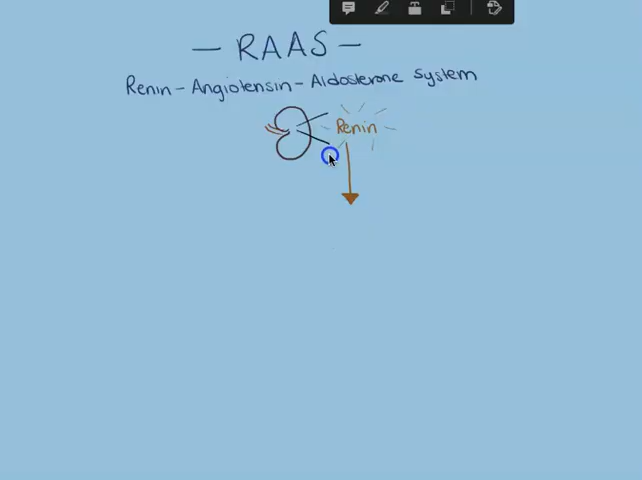 — RAAS —
Renin - Angiotensin - Aldosterone System
Renin